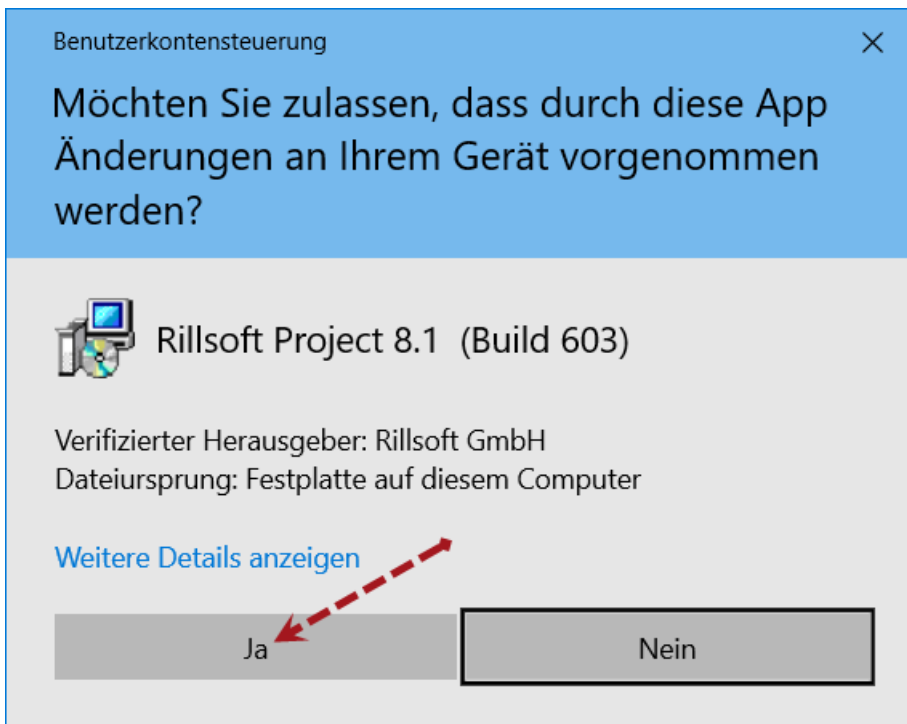 Benutzerkontensteuerung
Möchten Sie zulassen, dass durch diese App
Änderungen an Ihrem Gerät vorgenommen
werden?
Rillsoft Project 8.1 (Build 603)
Verifizierter Herausgeber: Rillsoft GmbH
Dateiursprung: Festplatte auf diesem Computer
Weitere Details anzeigen
Ja Nein